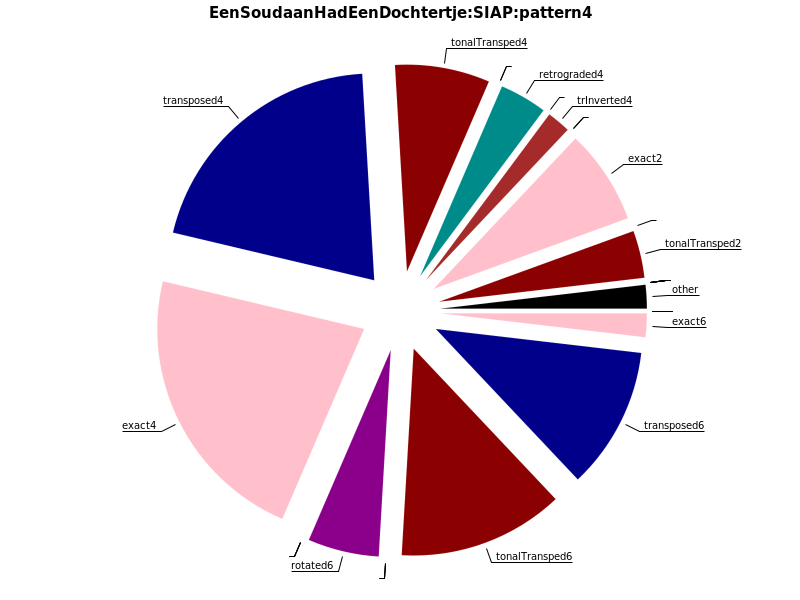 EenSoudaanHadEenDochtertje:SIAP:pattern4
tonalTransped4
retrograded4
transposed4
trInverted4
exact2
tonalTransped2
other
exact6
exact4
transposed6
tonalTransped6
rotated6